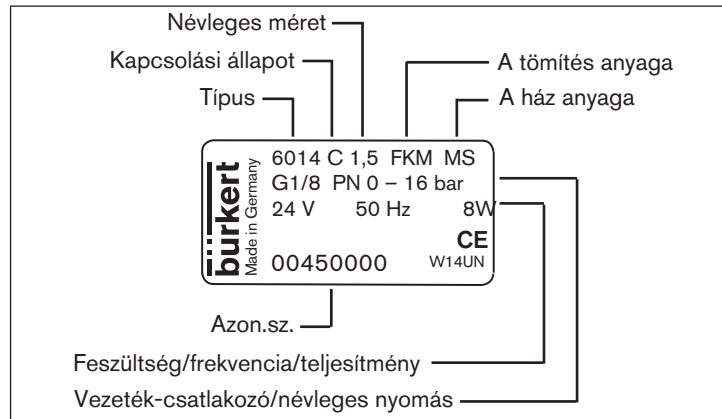 Névleges méret
Kapcsolási állapot
A tömítés anyaga
Típus
A ház anyaga
6014 C 1,5 FKM MS
G1/8 PN 0 – 16 bar
24 V 50 Hz 8W
CE
00450000
W14UN
burkert
Made in Germany
Azon.sz.
Feszültség/frekvencia/teljesítmény
Vezeték-csatlakozó/névleges nyomás